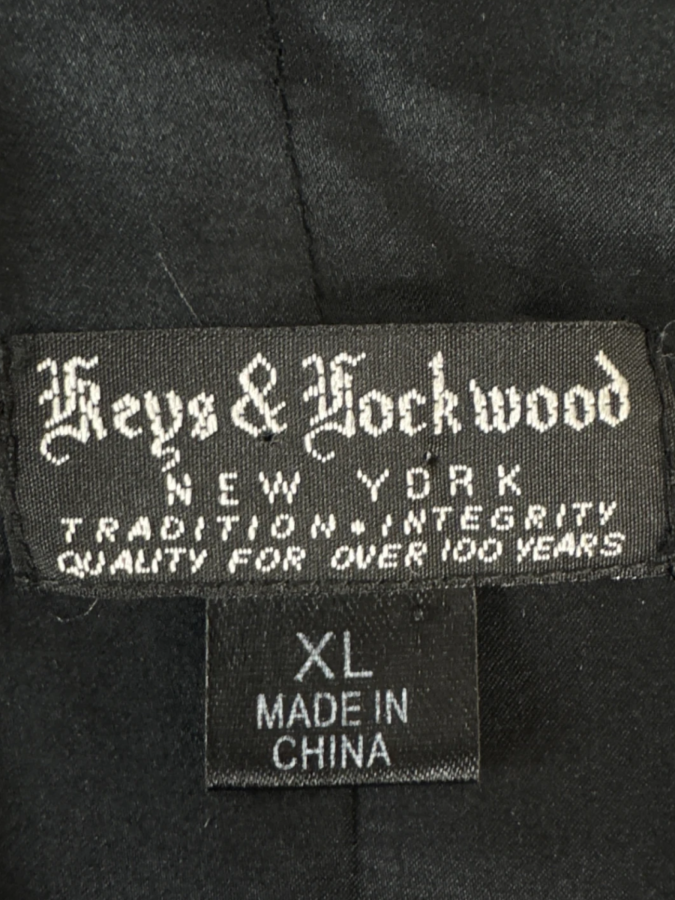 Keys & Lockwood
NEW YORK
TRADITION • INTEGRITY
QUALITY FOR OVER 100 YEARS
XL
MADE IN
CHINA